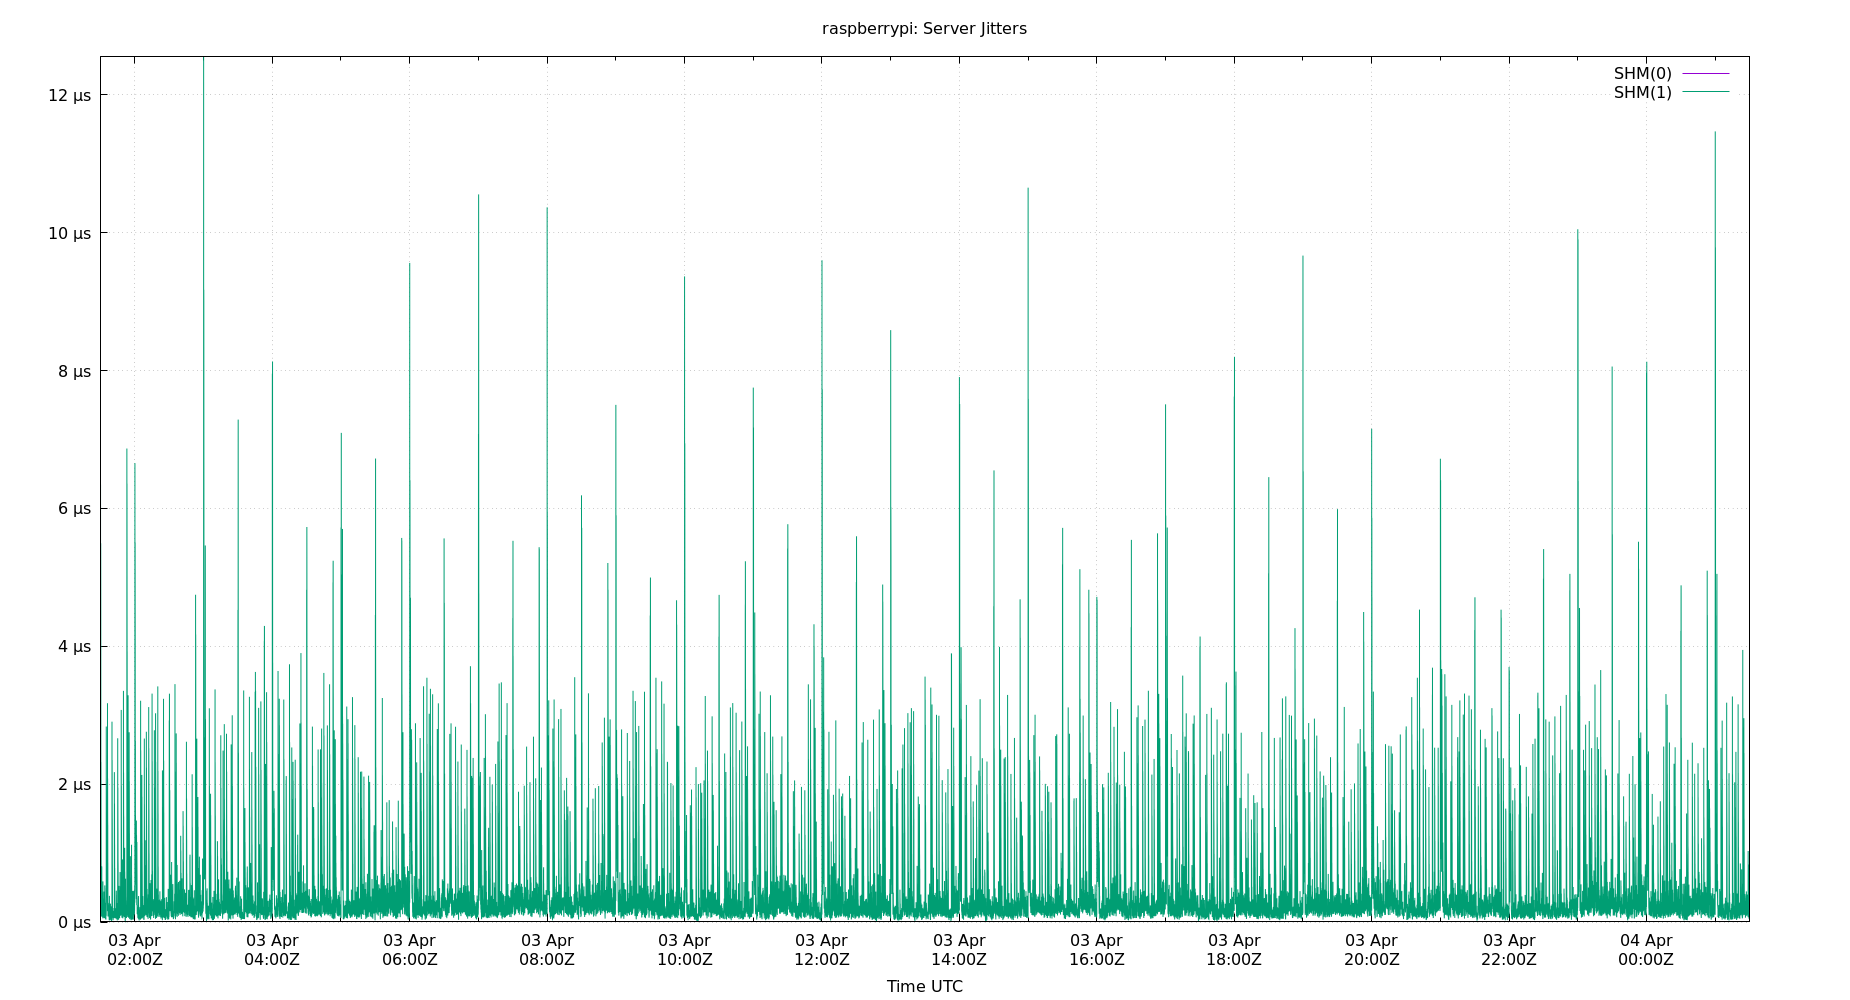 raspberrypi: Server Jitters
SHM(0)
SHM(1)
12 µs
10 µs
8 µs
6 µs
4 µs
2 µs
0 µs
03 Apr 03 Apr 03 Apr 03 Apr 03 Apr 03 Apr 03 Apr 03 Apr 03 Apr 03 Apr 03 Apr 04 Apr
02:00Z 04:00Z 06:00Z 08:00Z 10:00Z 12:00Z 14:00Z 16:00Z 18:00Z 20:00Z 22:00Z 00:00Z
Time UTC